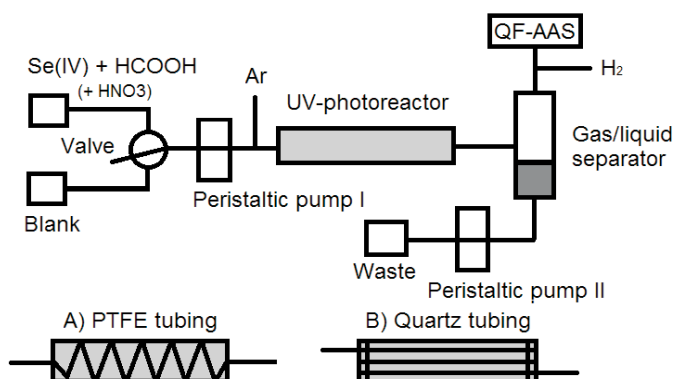 QF-AAS
Se(IV) + HCOOH
(+ HNO3)
Ar
H2
UV-photoreactor
Valve
Gas/liquid
separator
Peristaltic pump I
Blank
Waste
Peristaltic pump II
A) PTFE tubing
B) Quartz tubing